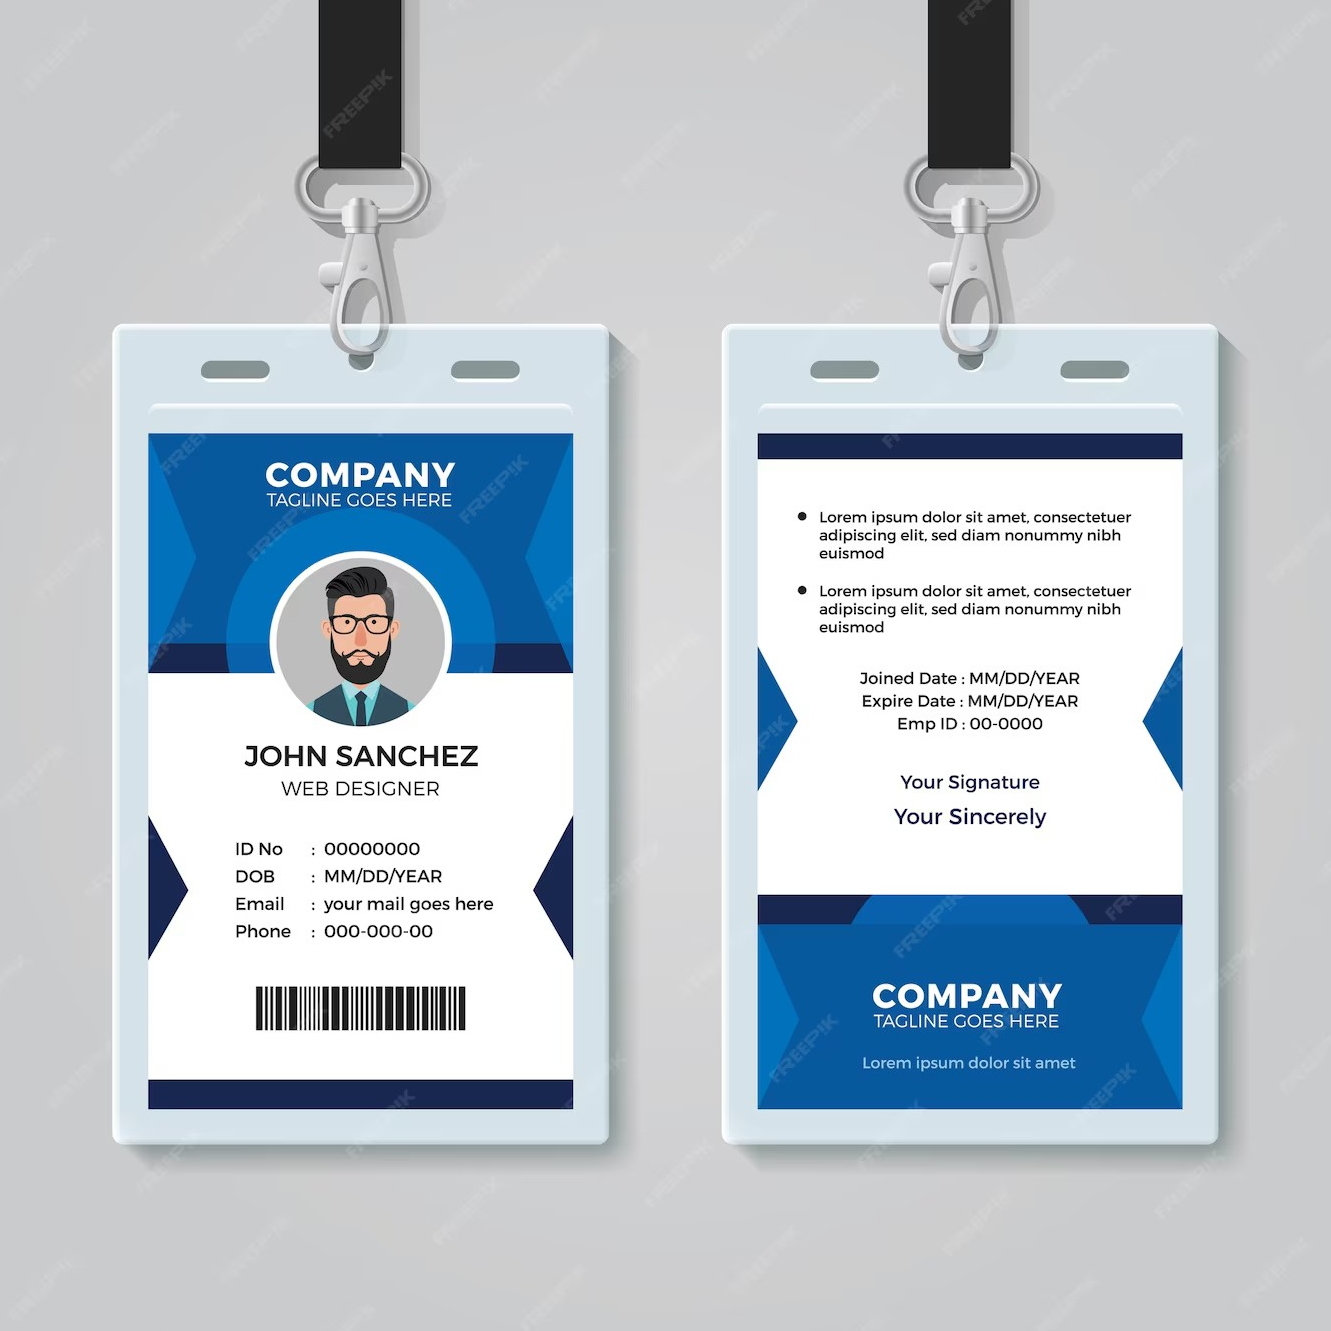 COMPANY
TAGLINE GOES HERE
JOHN SANCHEZ
WEB DESIGNER
ID No : 00000000
DOB : MM/DD/YEAR
Email : your mail goes here
Phone : 000-000-00
Lorem ipsum dolor sit amet, consectetuer
adipiscing elit, sed diam nonummy nibh
euismod
Lorem ipsum dolor sit amet, consectetuer
adipiscing elit, sed diam nonummy nibh
euismod
Joined Date : MM/DD/YEAR
Expire Date : MM/DD/YEAR
Emp ID : 00-0000
Your Signature
Your Sincerely
COMPANY
TAGLINE GOES HERE
Lorem ipsum dolor sit amet
FREEPIK